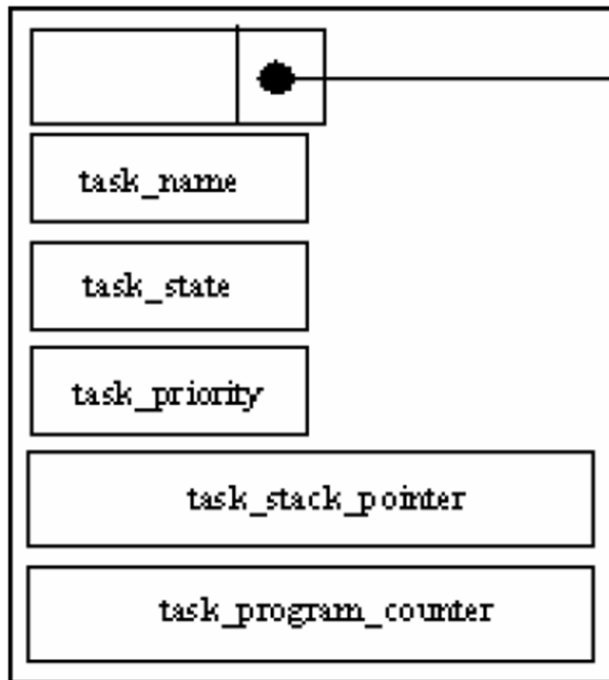 task_name
task_state
task_priority
task_stack_pointer
task_program_counter